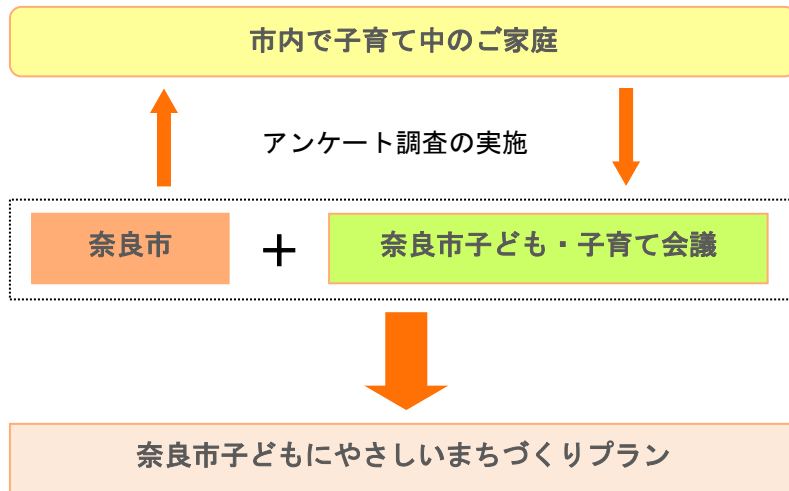 市内で子育て中のご家庭
アンケート調査の実施
奈良市
+
奈良市子ども・子育て会議
奈良市子どもにやさしいまちづくりプラン